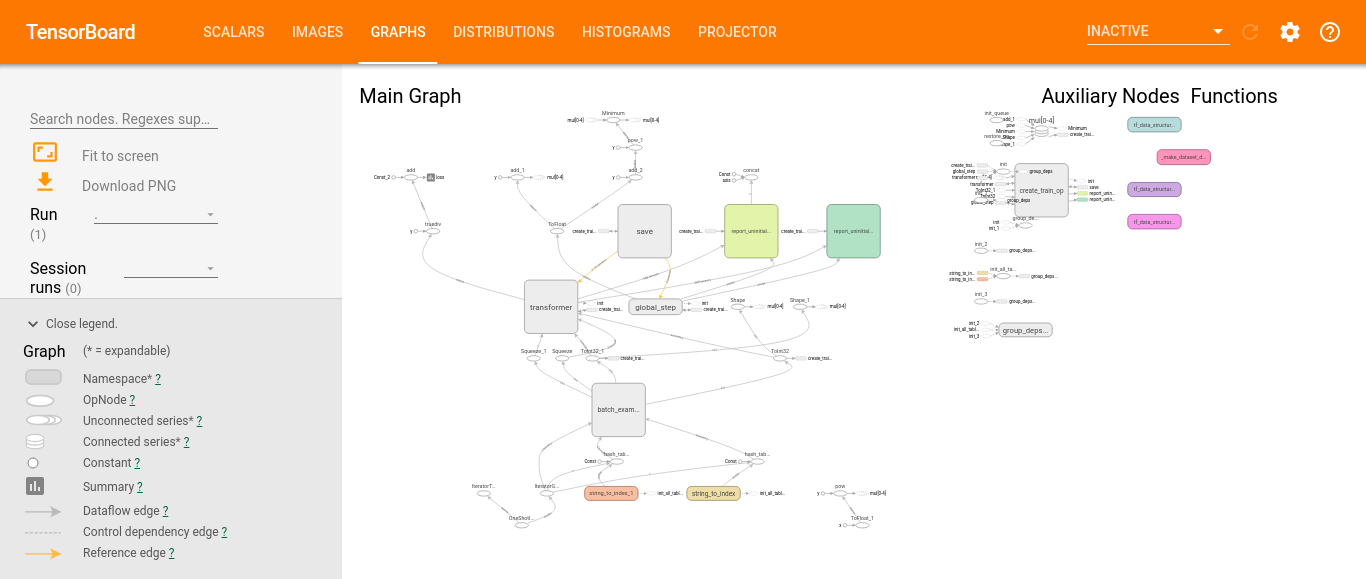 TensorBoard
SCALARS
IMAGES
GRAPHS
DISTRIBUTIONS
HISTOGRAMS
PROJECTOR
INACTIVE
Search nodes. Regexes sup...
Fit to screen
Download PNG
Run
(1)
.
Session
runs (0)
Close legend.
Graph (* = expandable)
Namespace* ?
OpNode ?
Unconnected series* ?
Connected series* ?
Constant ?
Summary ?
Dataflow edge ?
Control dependency edge ?
Reference edge ?
Main Graph
Minimum
mul[0-4]
mul[0-4]
pow_1
y
add
Const_2
loss
add_1
y
mul[0-4]
add_2
y
concat
Const
axis
truediv
y
ToFloat
create_trai...
save
create_trai...
report_uninitial...
create_trai...
report_uninitial...
transformer
init
create_trai...
global_step
init
create_trai...
Shape
mul[0-4]
Shape_1
mul[0-4]
Squeeze_1
Squeeze
ToInt32_1
create_trai...
ToInt32
create_trai...
batch_exam...
hash_tab...
Const
hash_tab...
Const
IteratorT...
IteratorG...
string_to_index_1
init_all_tabl...
string_to_index
init_all_tabl...
OneShotI...
pow
y
mul[0-4]
ToFloat_1
x
Auxiliary Nodes
init_queue
add_1
pow
Minimum
Shape
mul[0-4]
Minimum
create_trai...
create_trai...
global_step
transformer
init
group_deps
create_train_op
transformer
ToInt32
group_deps
global_step
init
save
report_unin...
report_unin...
group_de...
init
init_1
init_2
group_deps...
init_all_ta...
string_to_in...
string_to_in...
group_deps...
init_3
group_deps...
init_2
init_all_tabl...
init_3
group_deps...
Functions
tf_data_structur...
_make_dataset_d...
tf_data_structur...
tf_data_structur...